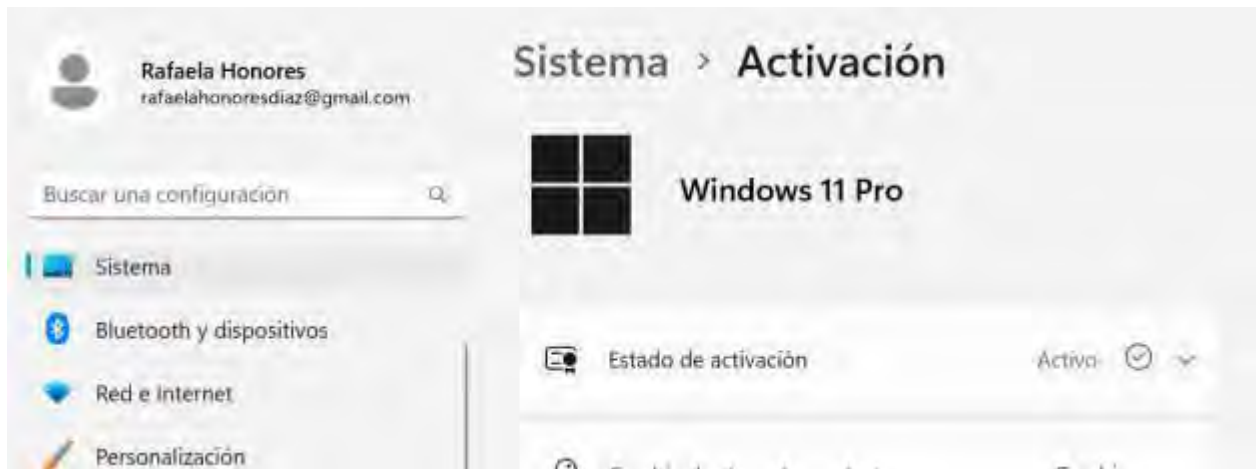 Rafaela Honores
rafaelahonoresdiaz@gmail.com
Buscar una configuración
Sistema
Bluetooth y dispositivos
Red e Internet
Personalización
Sistema > Activación
Windows 11 Pro
Estado de activación
Activo